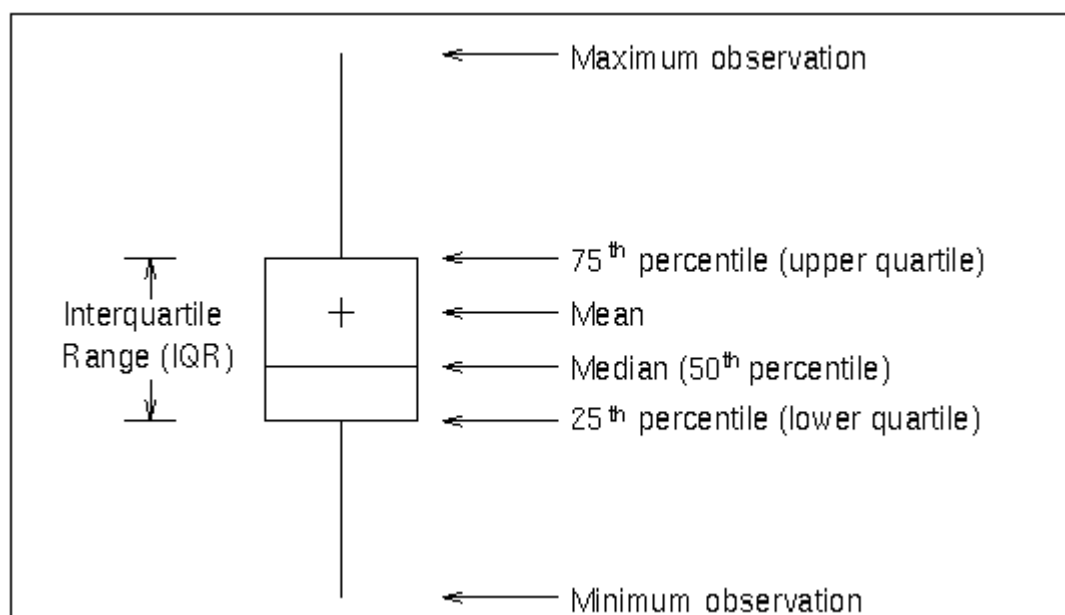 Maximum observation
75th percentile (upper quartile)
Interquartile
Range (IQR)
Mean
Median (50th percentile)
25th percentile (lower quartile)
Minimum observation